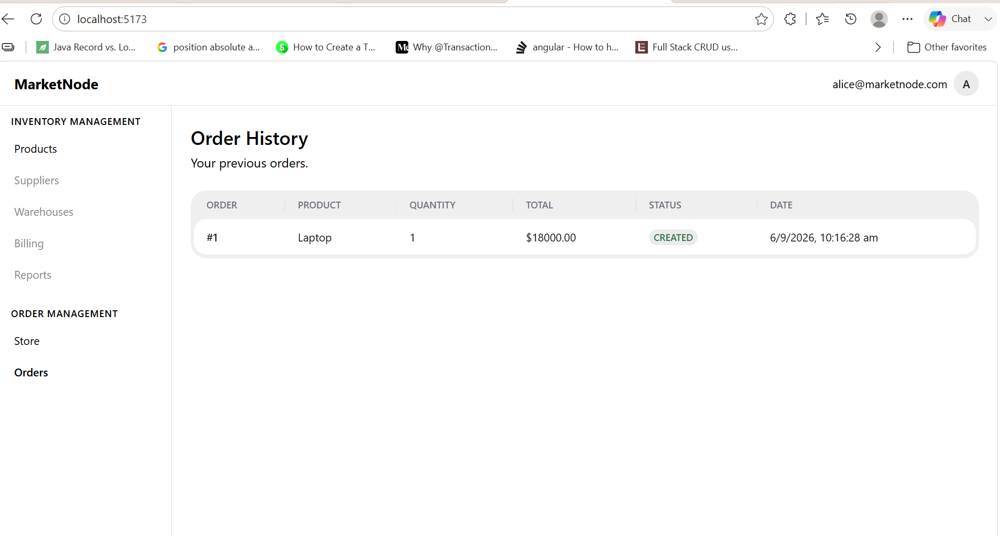 localhost:5173
Chat
Java Record vs. Lo...
position absolute a...
How to Create a T...
Why @Transaction...
angular - How to h...
Full Stack CRUD us...
Other favorites
MarketNode
alice@marketnode.com
A
INVENTORY MANAGEMENT
Products
Suppliers
Warehouses
Billing
Reports
ORDER MANAGEMENT
Store
Orders
Order History
Your previous orders.
ORDER PRODUCT QUANTITY TOTAL STATUS DATE
#1 Laptop 1 $18000.00 CREATED 6/9/2026, 10:16:28 am